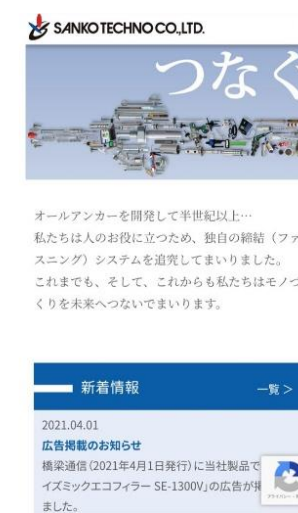 SANKO TECHNO CO.,LTD.
つなく
オールアンカーを開発して半世紀以上…
私たちは人のお役に立つため、独自の締結（ファ
スニング）システムを追究してまいりました。
これまでも、そして、これからも私たちはモノつ
くりを未来へつないでまいります。
新着情報
一覧 >
2021.04.01
広告掲載のお知らせ
橋梁通信（2021年4月1日発行）に当社製品で
イズミックエコフィラー SE-1300V」の広告が掲
ました。